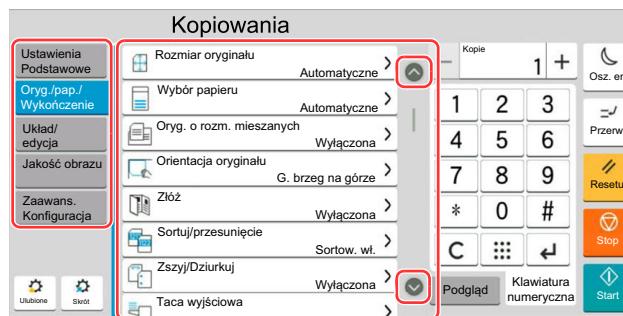 Kopiowania
Ustawienia
Podstawowe
Oryg./pap./
Wykończenie
Układ/
edycja
Jakość obrazu
Zaawans.
Konfiguracja
Ulubione
Skrót
Rozmiar oryginału
Automatyczne
Wybór papieru
Automatyczne
Oryg. o rozm. mieszanych
Wyłączona
Orientacja oryginału
G. brzeg na górze
Złóż
Wyłączona
Sortuj/przesunięcie
Sortow. wł.
Zszyj/Dziurkuj
Wyłączona
Taca wyjściowa
Kopie
− 1 +
1 2 3
4 5 6
7 8 9
* 0 #
C
Podgląd
Klawiatura
numeryczna
Osz. en
Przerw
Resetu
Stop
Start